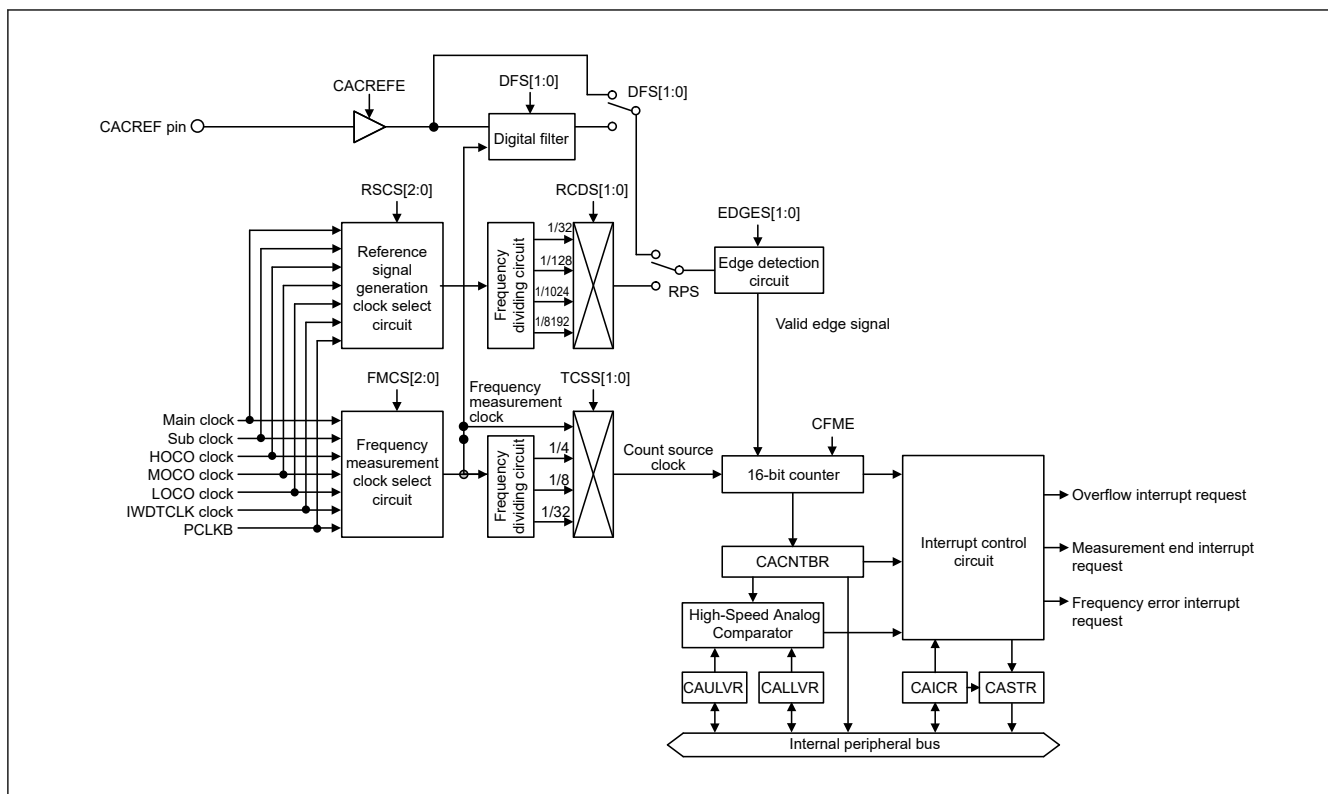 CACREFE
DFS[1:0]
DFS[1:0]
CACREF pin
Digital filter
RSCS[2:0]
RCDS[1:0]
EDGES[1:0]
Reference
signal
generation
clock select
circuit
Frequency
dividing circuit
1/32
1/128
1/1024
1/8192
RPS
Edge detection
circuit
Valid edge signal
FMCS[2:0]
Frequency
measurement
clock
TCSS[1:0]
Main clock
Sub clock
HOCO clock
MOCO clock
LOCO clock
IWDTCLK clock
PCLKB
Frequency
measurement
clock select
circuit
Frequency
dividing circuit
1/4
1/8
1/32
Count source
clock
CFME
16-bit counter
CACNTBR
High-Speed Analog
Comparator
CAULVR
CALLVR
Interrupt control
circuit
CAICR
CASTR
Overflow interrupt request
Measurement end interrupt
request
Frequency error interrupt
request
Internal peripheral bus